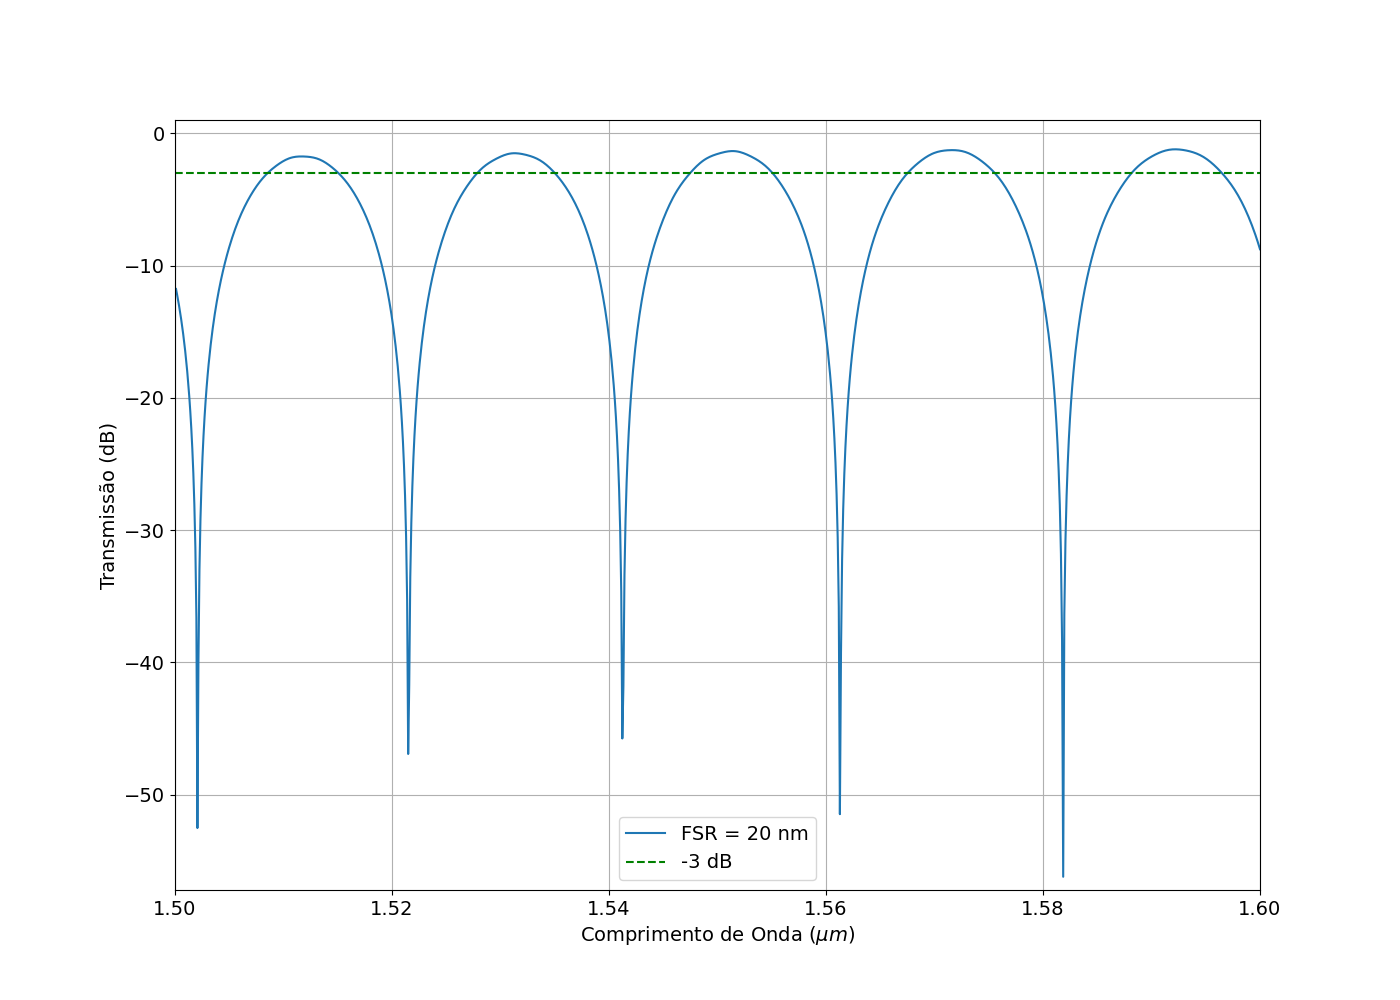 0
−10
−20
−30
−40
−50
Transmissão (dB)
FSR = 20 nm
-3 dB
1.50 1.52 1.54 1.56 1.58 1.60
Comprimento de Onda (μm)